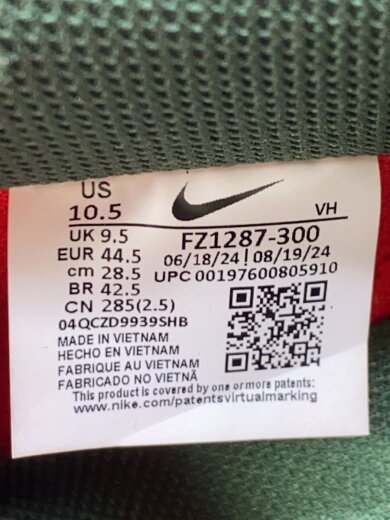 US
10.5
VH
UK 9.5
FZ1287-300
EUR 44.5
06/18/24 | 08/19/24
cm 28.5
UPC 00197600805910
BR 42.5
CN 285(2.5)
04QCZD9939SHB
MADE IN VIETNAM
HECHO EN VIETNAM
FABRIQUE AU VIETNAM
FABRICADO NO VIETNÃ
This product is covered by one or more patents:
www.nike.com/patentsvirtualmarking